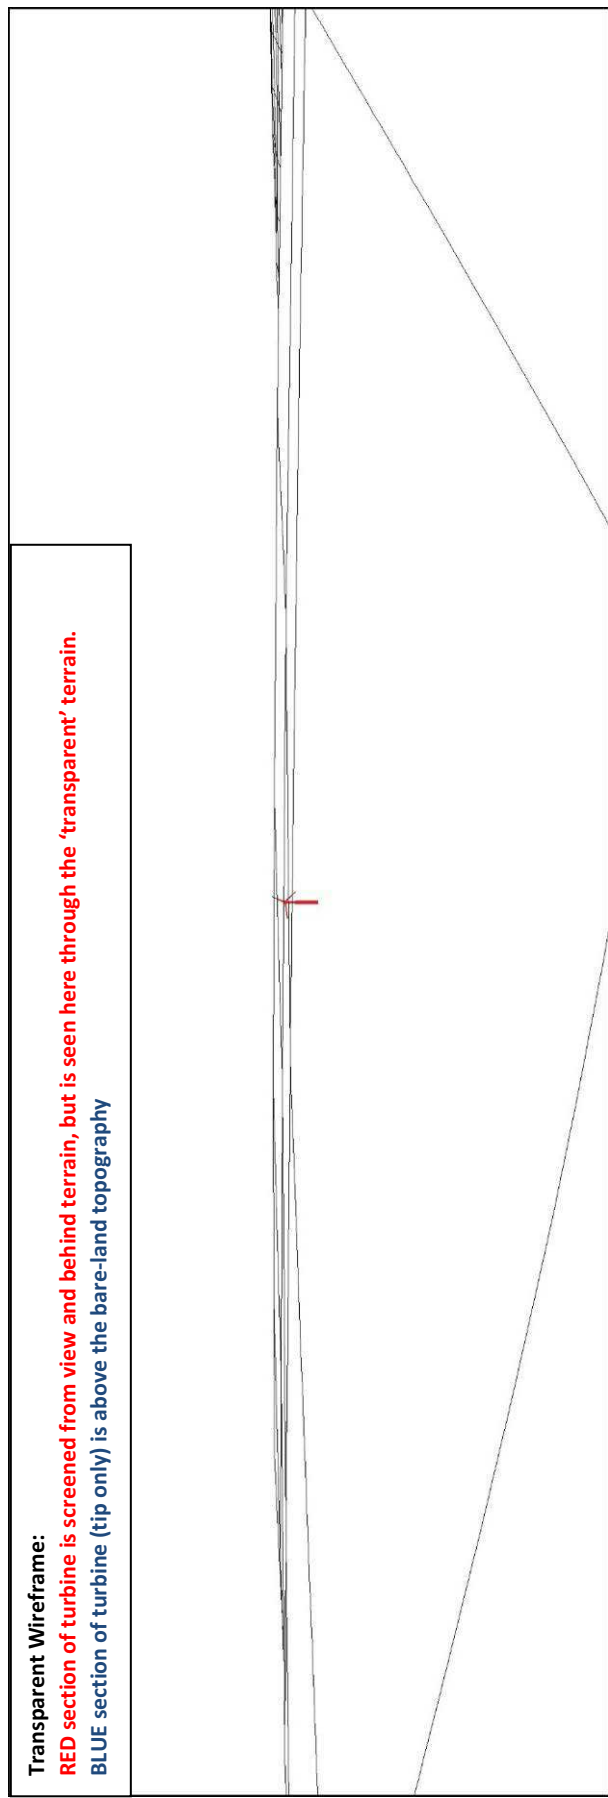 Transparent Wireframe:
RED section of turbine is screened from view and behind terrain, but is seen here through the ‘transparent’ terrain.
BLUE section of turbine (tip only) is above the bare-land topography